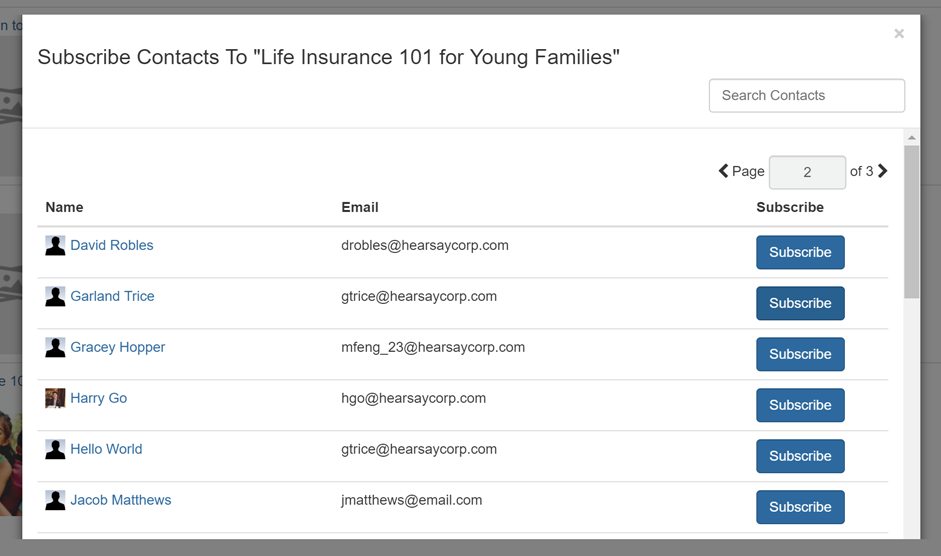 n to
×
Subscribe Contacts To "Life Insurance 101 for Young Families"
Search Contacts
Page 2 of 3
Name Email Subscribe
David Robles drobles@hearsaycorp.com Subscribe
Garland Trice gtrice@hearsaycorp.com Subscribe
Gracey Hopper mfeng_23@hearsaycorp.com Subscribe
Harry Go hgo@hearsaycorp.com Subscribe
Hello World gtrice@hearsaycorp.com Subscribe
e 10
Jacob Matthews jmatthews@email.com Subscribe